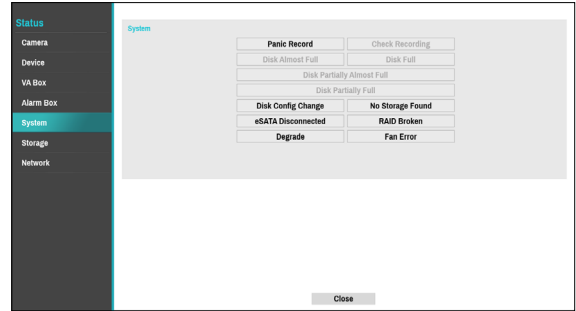 Status
Camera
Device
VA Box
Alarm Box
System
Storage
Network
System
Panic Record Check Recording
Disk Almost Full Disk Full
Disk Partially Almost Full
Disk Partially Full
Disk Config Change No Storage Found
eSATA Disconnected RAID Broken
Degrade Fan Error
Close